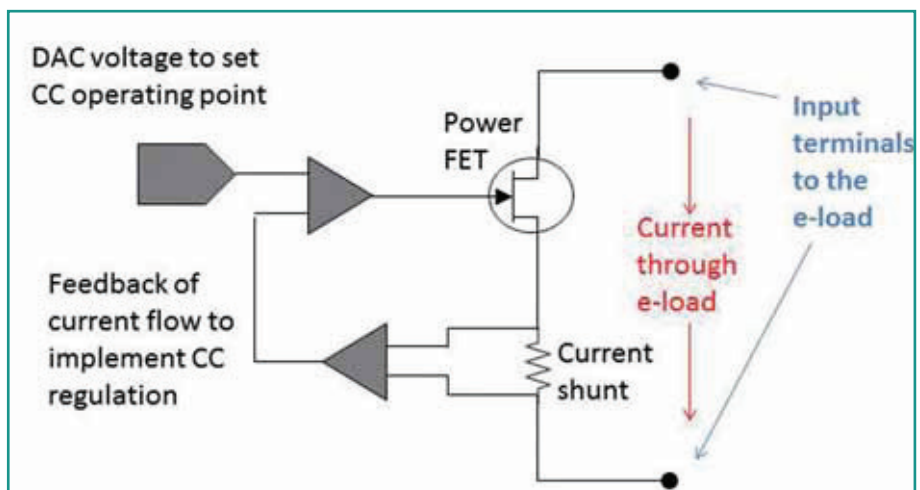 DAC voltage to set
CC operating point
Power
FET
Input
terminals
to the
e-load
Current
through
e-load
Feedback of
current flow to
implement CC
regulation
Current
shunt